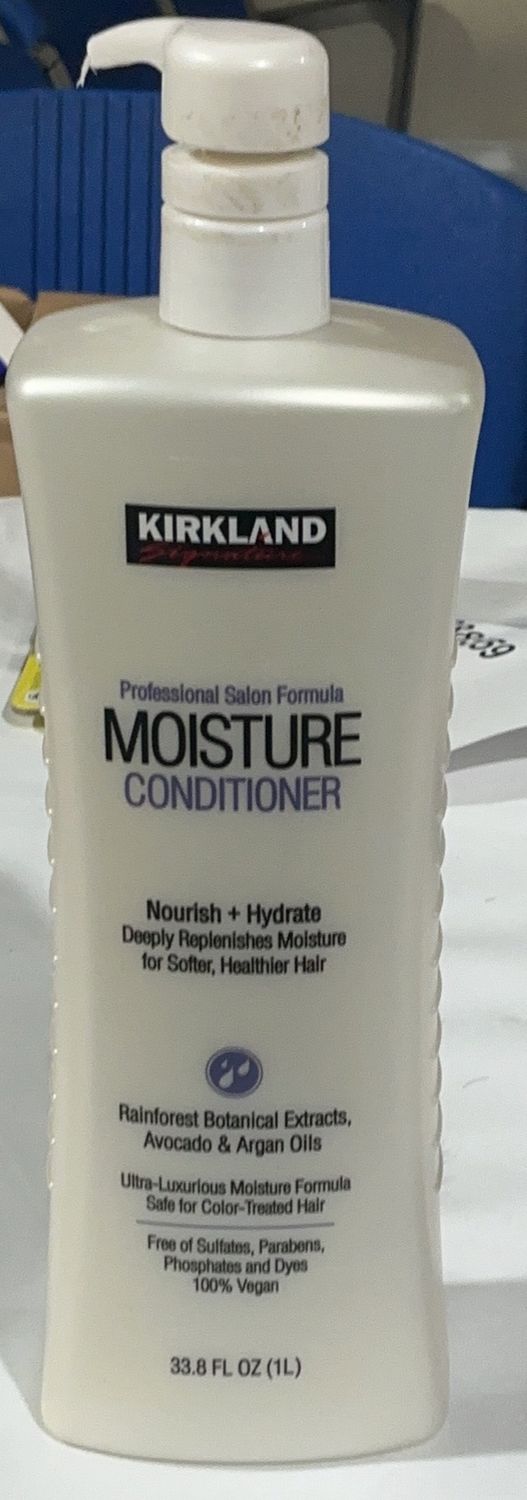 KIRKLAND
Signature
Professional Salon Formula
MOISTURE
CONDITIONER
Nourish + Hydrate
Deeply Replenishes Moisture
for Softer, Healthier Hair
Rainforest Botanical Extracts,
Avocado & Argan Oils
Ultra-Luxurious Moisture Formula
Safe for Color-Treated Hair
Free of Sulfates, Parabens,
Phosphates and Dyes
100% Vegan
33.8 FL OZ (1L)